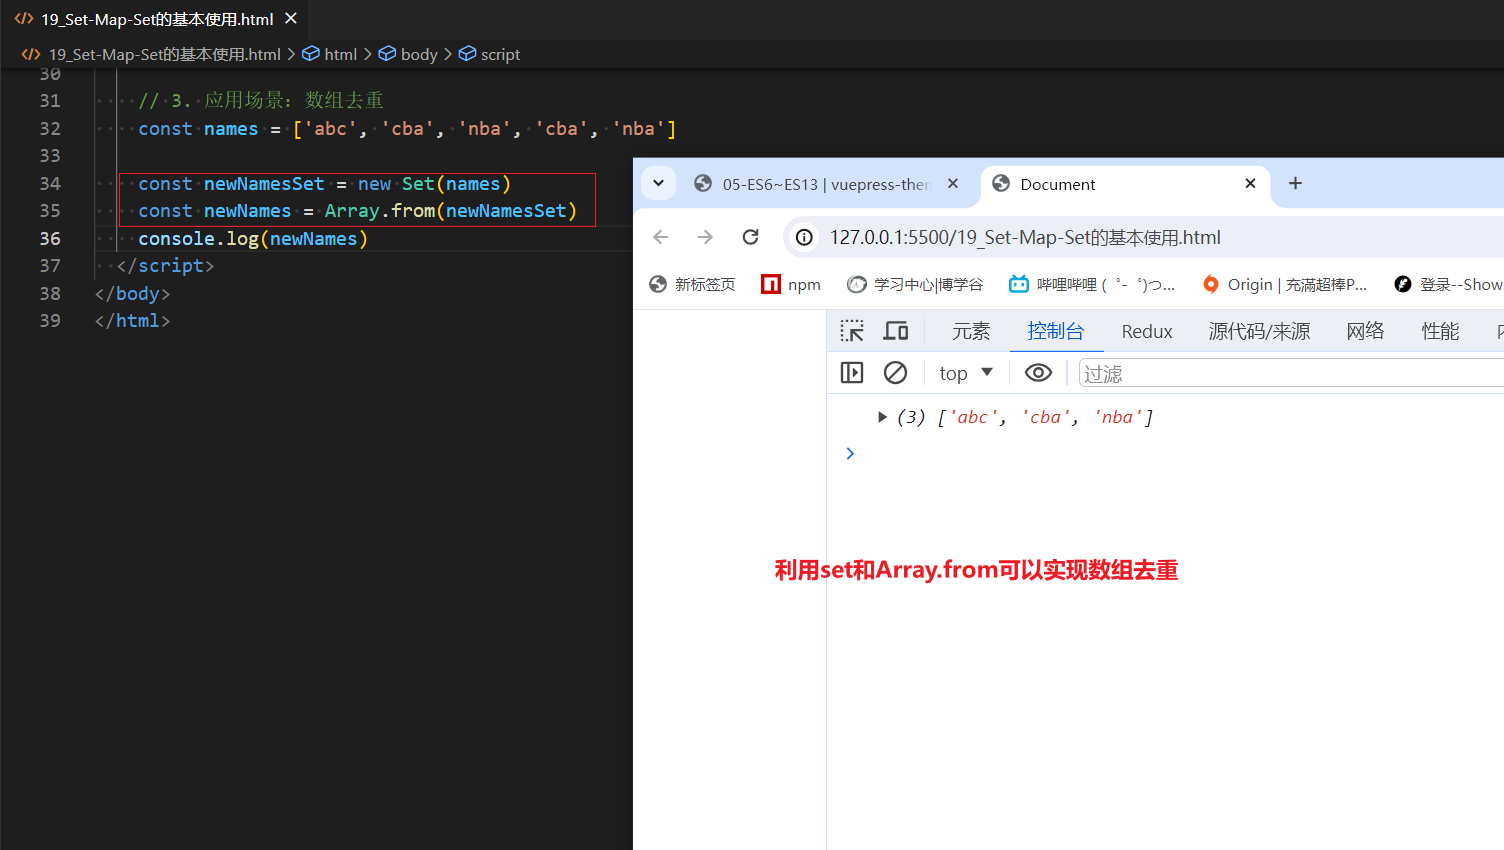 19_Set-Map-Set的基本使用.html
19_Set-Map-Set的基本使用.html > html > body > script
30
31 // 3. 应用场景: 数组去重
32 const names = ['abc', 'cba', 'nba', 'cba', 'nba']
33
34 const newNamesSet = new Set(names)
35 const newNames = Array.from(newNamesSet)
36 console.log(newNames)
37 </script>
38 </body>
39 </html>
05-ES6~ES13 | vuepress-then
Document
127.0.0.1:5500/19_Set-Map-Set的基本使用.html
新标签页 npm 学习中心|博学谷 哔哩哔哩 (゜-゜)つ... Origin | 充滿超棒P... 登录--Show
元素 控制台 Redux 源代码/来源 网络 性能
top 过滤
(3) ['abc', 'cba', 'nba']
利用set和Array.from可以实现数组去重